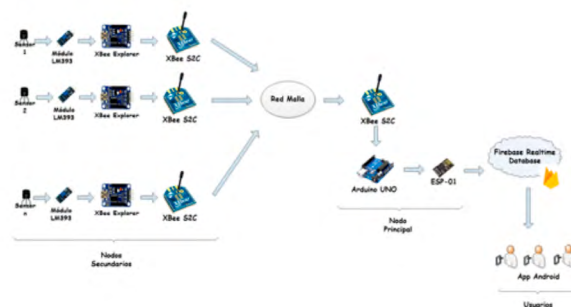 Sensor
1
Módulo
LM393
XBee Explorer
XBee S2C
Sensor
2
Módulo
LM393
XBee Explorer
XBee S2C
Red Malla
XBee S2C
Firebase Realtime
Database
Arduino UNO
ESP-01
Sensor
n
Módulo
LM393
XBee Explorer
XBee S2C
Nodo
Principal
Nodos
Secundarios
App Android
Usuarios